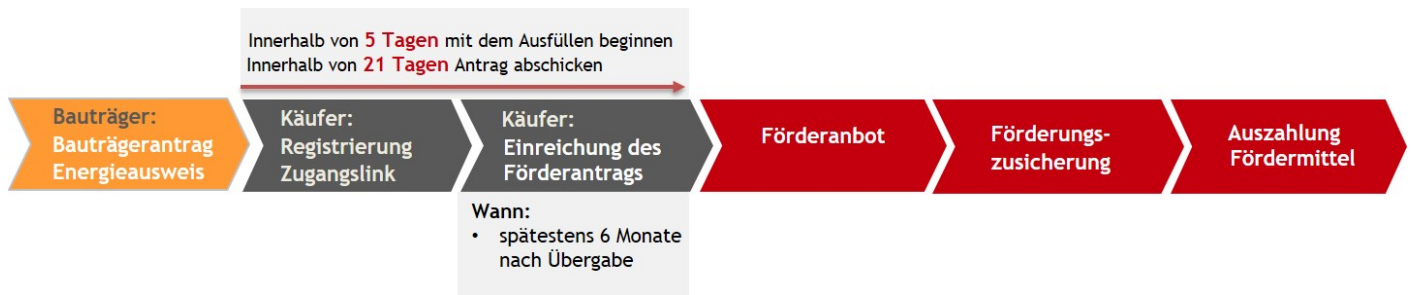 Innerhalb von 5 Tagen mit dem Ausfüllen beginnen
Innerhalb von 21 Tagen Antrag abschicken
Bauträger:
Bauträgerantrag
Energieausweis
Käufer:
Registrierung
Zugangslink
Käufer:
Einreichung des
Förderantrags
Förderanbot
Förderungs-
zusicherung
Auszahlung
Fördermittel
Wann:
• spätestens 6 Monate
nach Übergabe